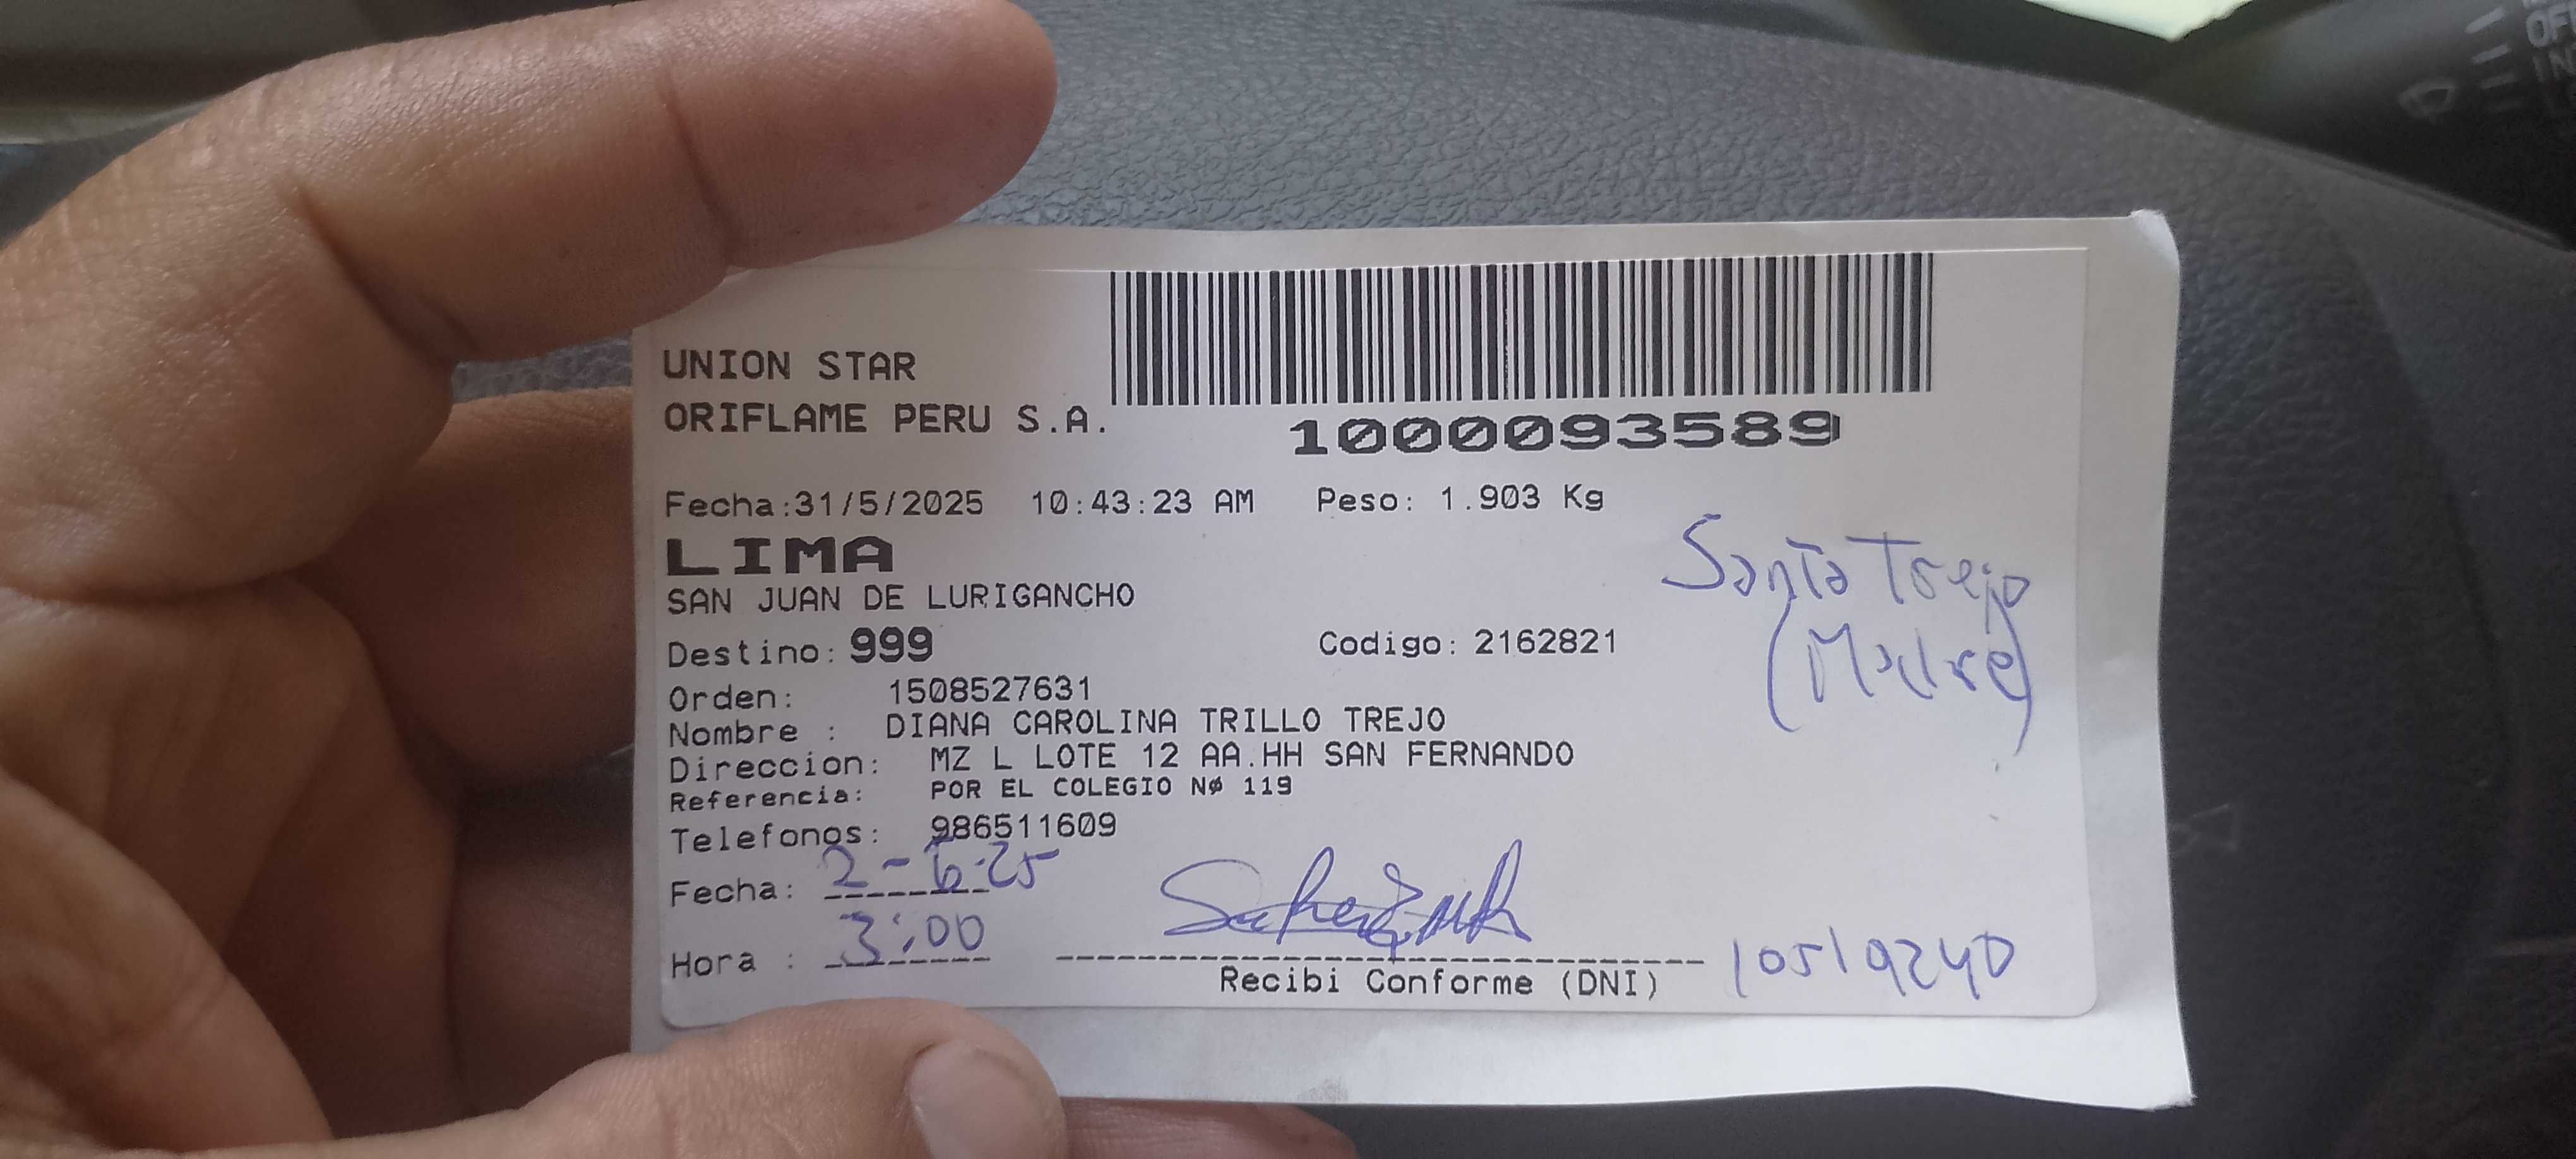 UNION STAR
ORIFLAME PERU S.A.
1000093589
Fecha:31/5/2025 10:43:23 AM Peso: 1.903 Kg
LIMA
SAN JUAN DE LURIGANCHO
Santa Trejo
(Madre)
Destino: 999 Codigo: 2162821
Orden: 1508527631
Nombre : DIANA CAROLINA TRILLO TREJO
Direccion: MZ L LOTE 12 AA.HH SAN FERNANDO
Referencia: POR EL COLEGIO Nø 119
Telefonos: 986511609
Fecha: 2-6-25
Hora : 3:00
Recibi Conforme (DNI) 10519240
OFF